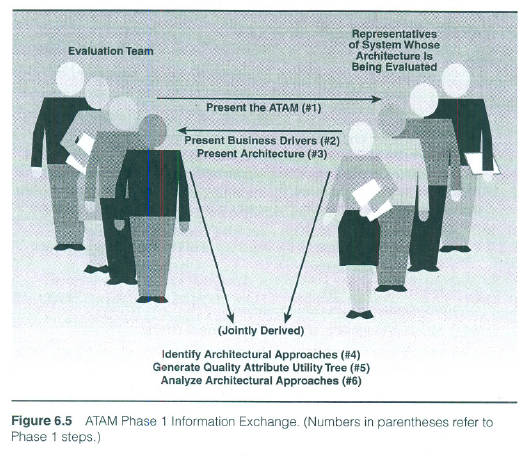 Evaluation Team
Representatives
of System Whose
Architecture Is
Being Evaluated
Present the ATAM (#1)
Present Business Drivers (#2)
Present Architecture (#3)
(Jointly Derived)
Identify Architectural Approaches (#4)
Generate Quality Attribute Utility Tree (#5)
Analyze Architectural Approaches (#6)
Figure 6.5 ATAM Phase 1 Information Exchange. (Numbers in parentheses refer to
Phase 1 steps.)